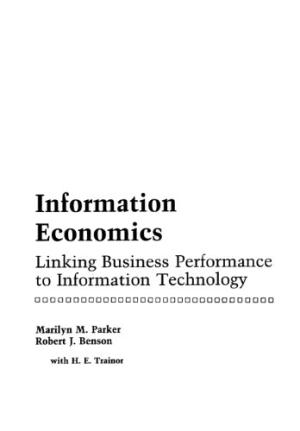 Information
Economics
Linking Business Performance
to Information Technology
Marilyn M. Parker
Robert J. Benson
with H. E. Trainor